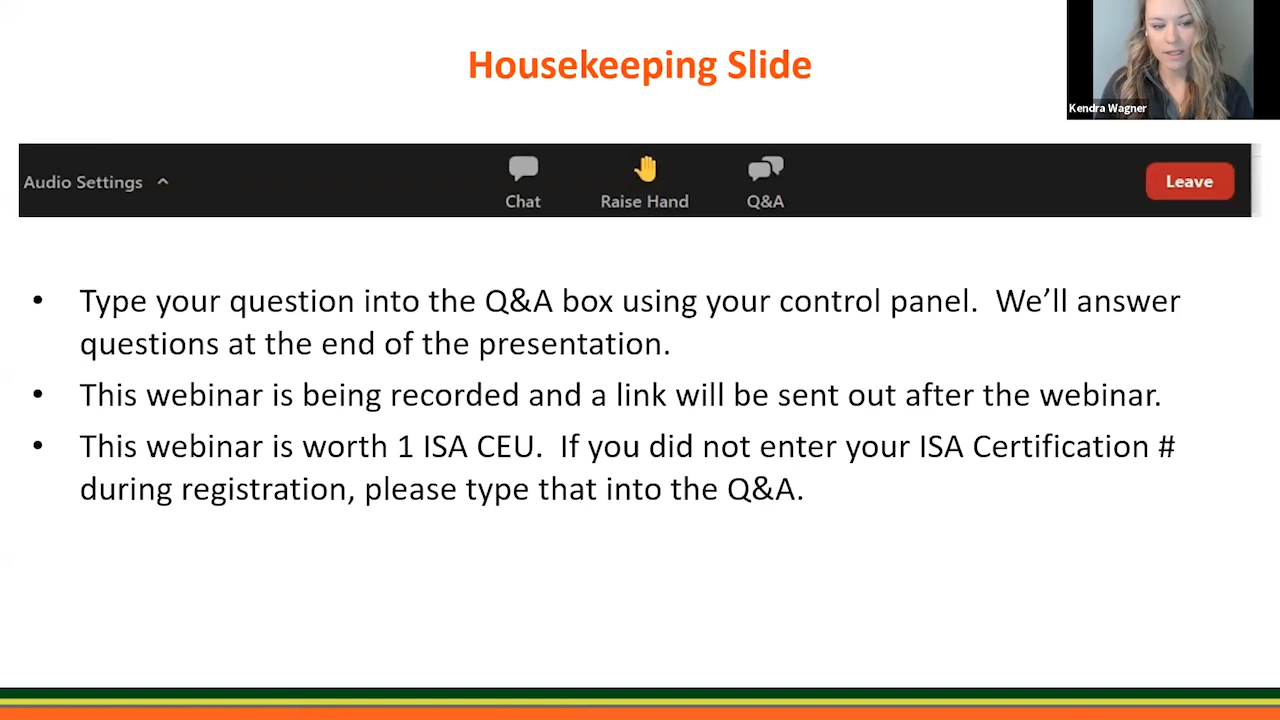 Housekeeping Slide
Kendra Wagner
Audio Settings
Chat
Raise Hand
Q&A
Leave
• Type your question into the Q&A box using your control panel.  We’ll answer
questions at the end of the presentation.
• This webinar is being recorded and a link will be sent out after the webinar.
• This webinar is worth 1 ISA CEU.  If you did not enter your ISA Certification #
during registration, please type that into the Q&A.